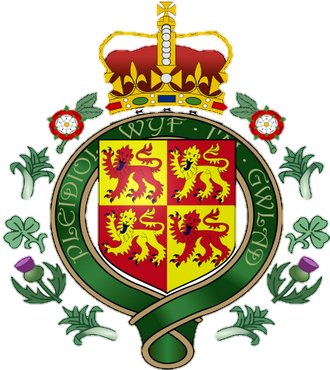 PLEIDIOL · WYF · I'M · GWLAD